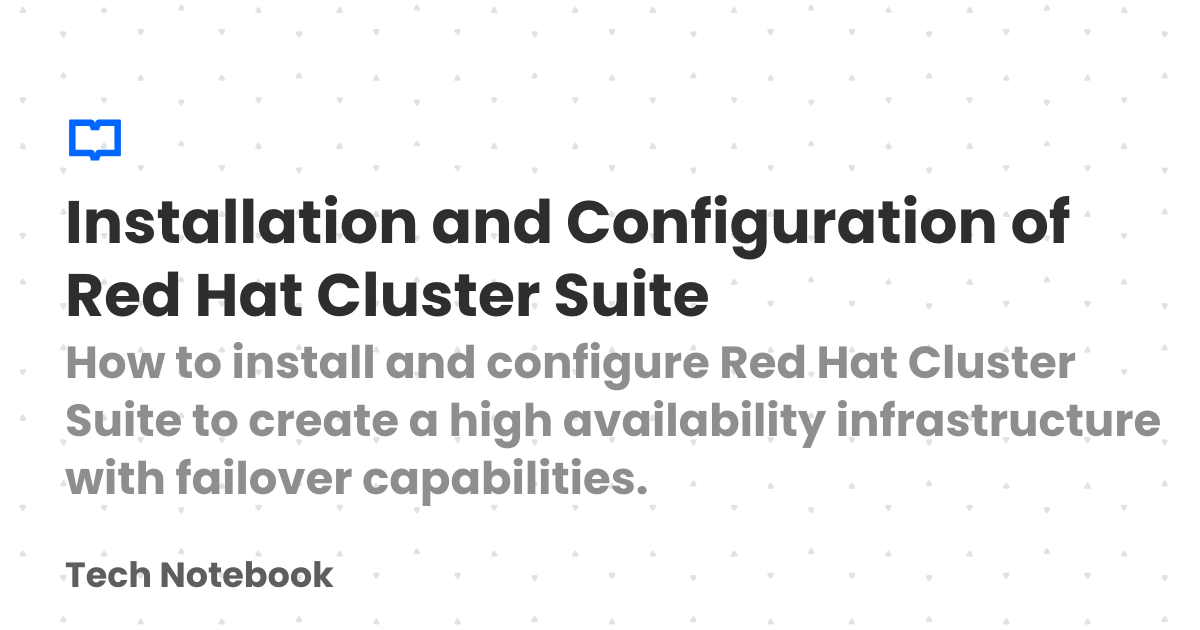 Installation and Configuration of
Red Hat Cluster Suite
How to install and configure Red Hat Cluster
Suite to create a high availability infrastructure
with failover capabilities.
Tech Notebook